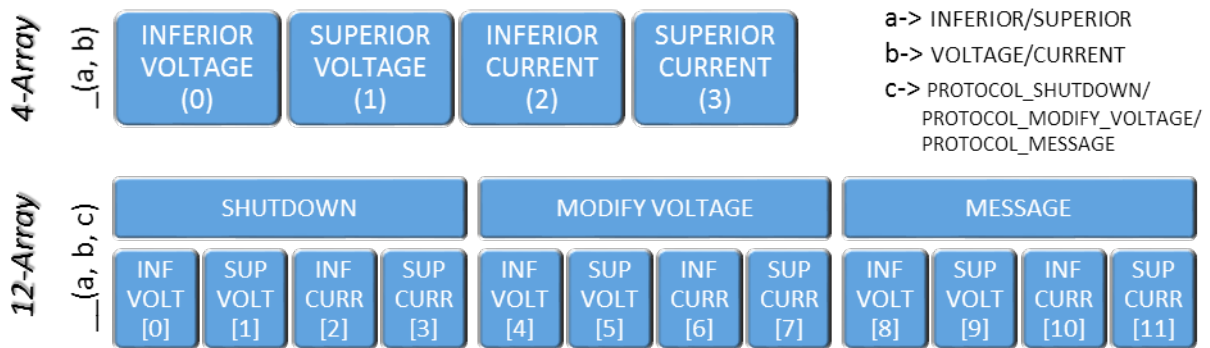 4-Array
_(a, b)
INFERIOR
VOLTAGE
(0)
SUPERIOR
VOLTAGE
(1)
INFERIOR
CURRENT
(2)
SUPERIOR
CURRENT
(3)
a-> INFERIOR/SUPERIOR
b-> VOLTAGE/CURRENT
c-> PROTOCOL_SHUTDOWN/
PROTOCOL_MODIFY_VOLTAGE/
PROTOCOL_MESSAGE
12-Array
__(a, b, c)
SHUTDOWN
INF
VOLT
[0]
SUP
VOLT
[1]
INF
CURR
[2]
SUP
CURR
[3]
MODIFY VOLTAGE
INF
VOLT
[4]
SUP
VOLT
[5]
INF
CURR
[6]
SUP
CURR
[7]
MESSAGE
INF
VOLT
[8]
SUP
VOLT
[9]
INF
CURR
[10]
SUP
CURR
[11]